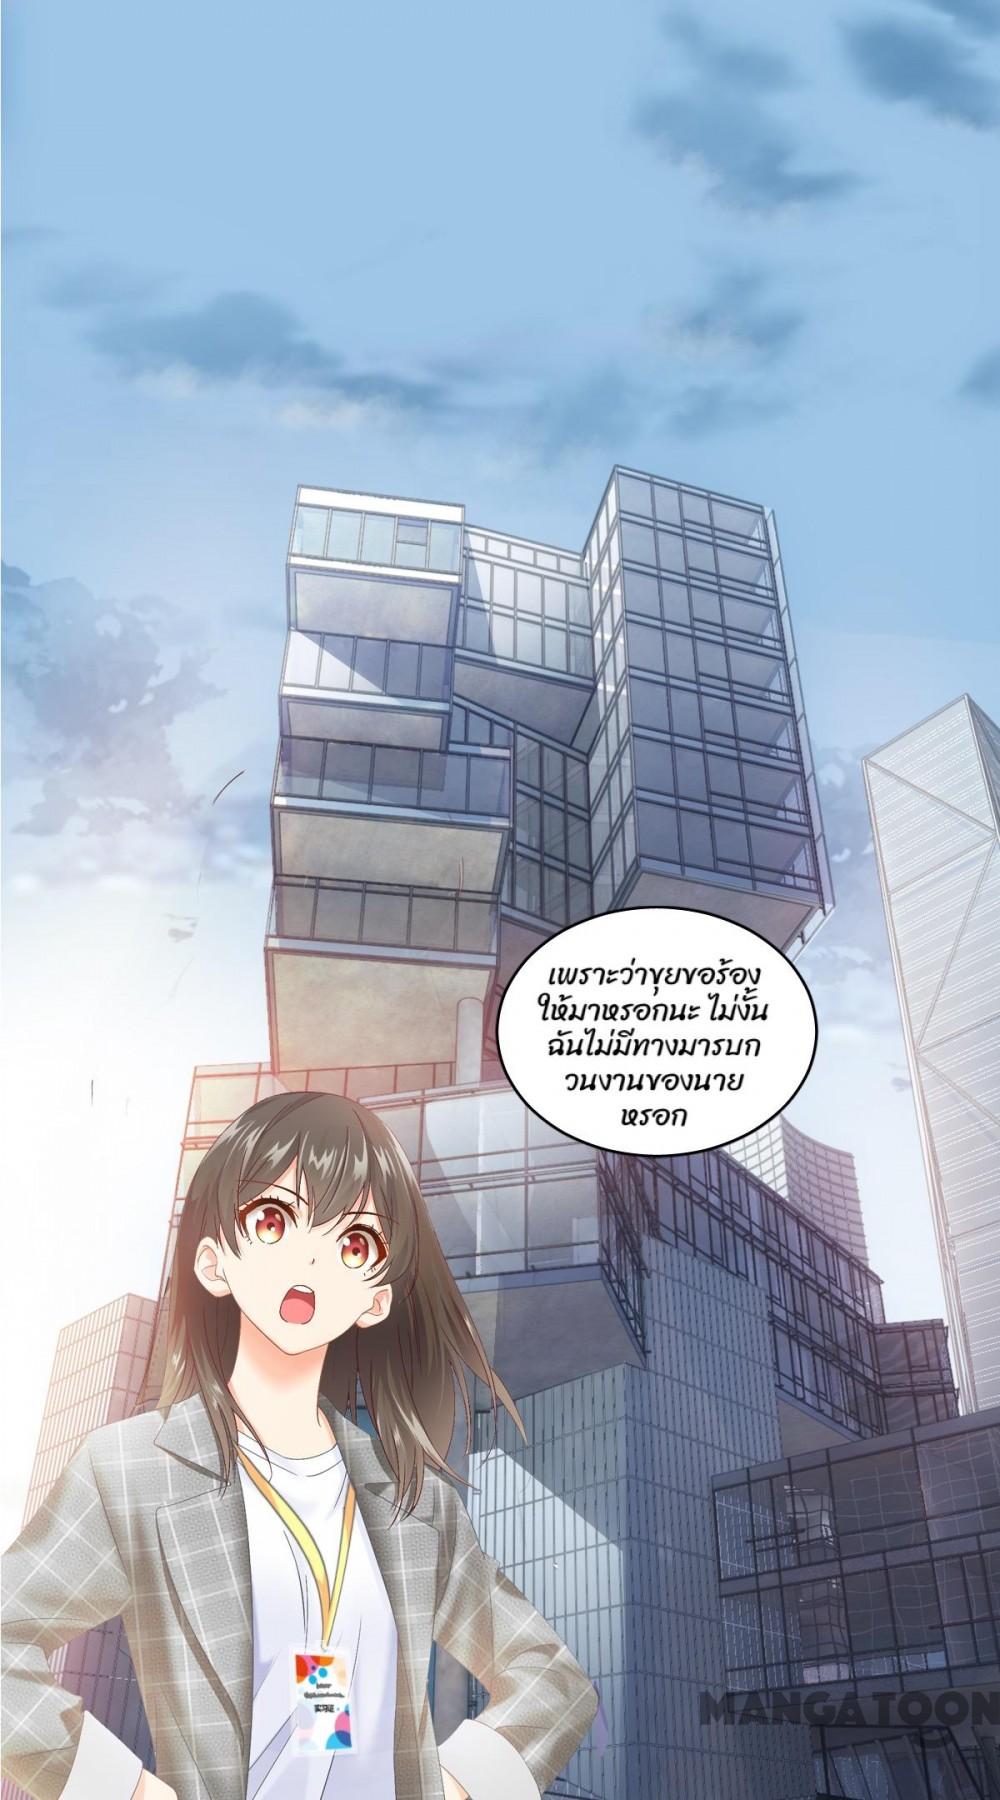 เพราะว่าขุยขอร้อง
ให้มาหรอกนะ ไม่งั้น
ฉันไม่มีทางมารบก
วนงานของนาย
หรอก
实习证
MANGATOON